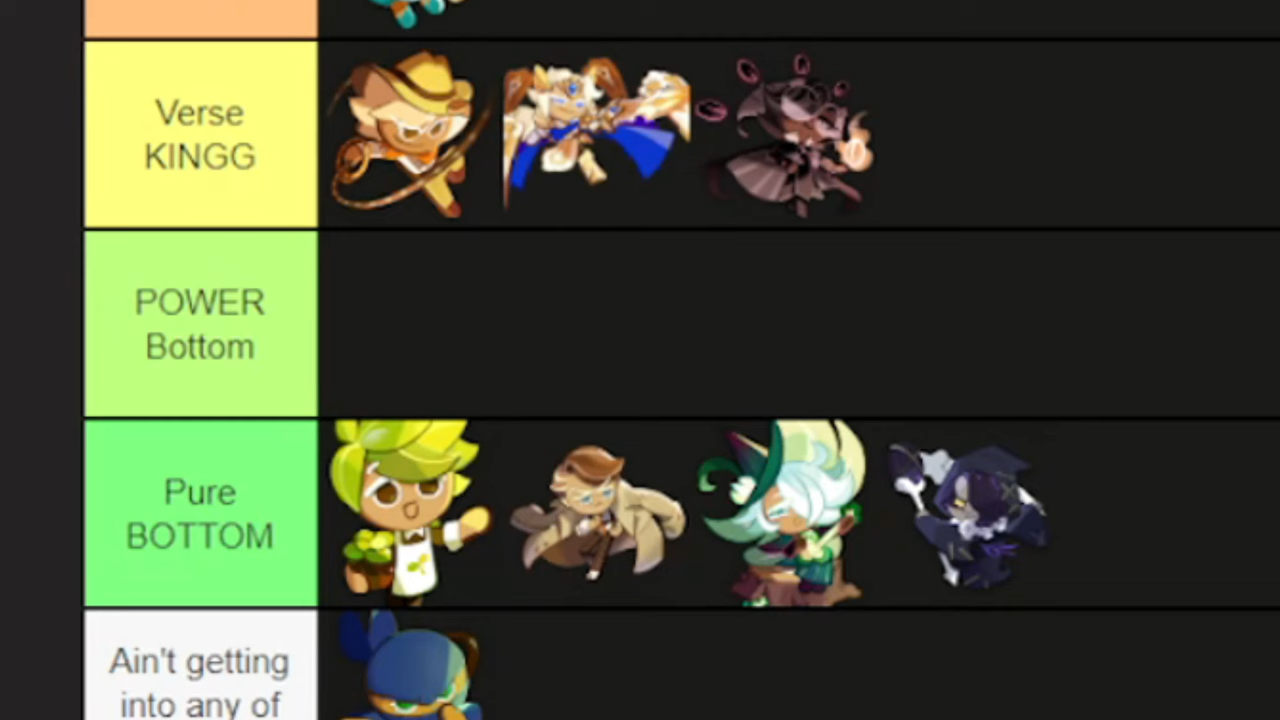 Verse
KINGG
POWER
Bottom
Pure
BOTTOM
Ain't getting
into any of